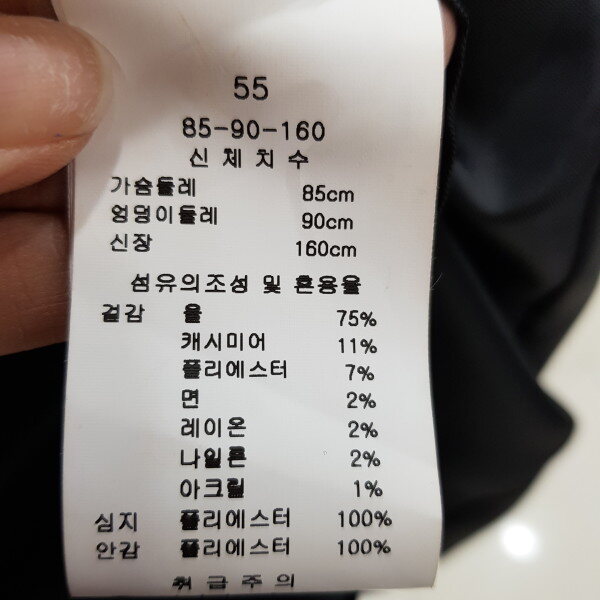 55
85-90-160
신체치수
가슴둘레 85cm
엉덩이둘레 90cm
신장 160cm
섬유의조성 및 혼용율
겉감 울 75%
캐시미어 11%
폴리에스터 7%
면 2%
레이온 2%
나일론 2%
아크릴 1%
심지 폴리에스터 100%
안감 폴리에스터 100%
취급주의